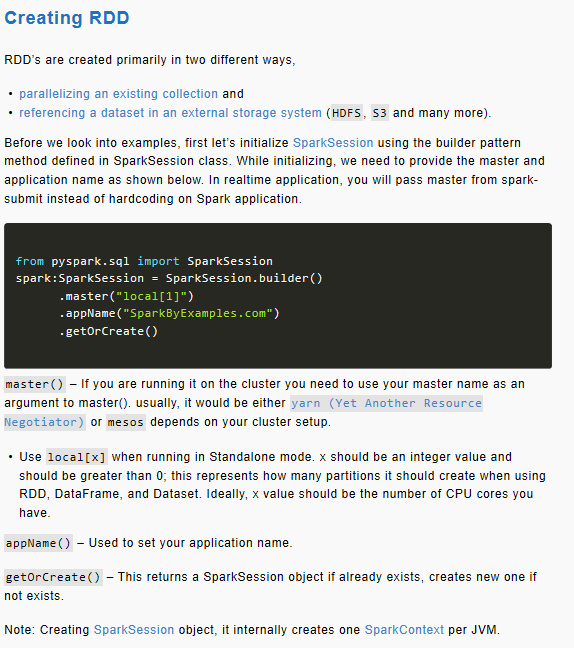 Creating RDD
RDD's are created primarily in two different ways,
• parallelizing an existing collection and
• referencing a dataset in an external storage system (HDFS, S3 and many more).
Before we look into examples, first let's initialize SparkSession using the builder pattern
method defined in SparkSession class. While initializing, we need to provide the master and
application name as shown below. In realtime application, you will pass master from spark-
submit instead of hardcoding on Spark application.
from pyspark.sql import SparkSession
spark:SparkSession = SparkSession.builder()
      .master("local[1]")
      .appName("SparkByExamples.com")
      .getOrCreate()
master() – If you are running it on the cluster you need to use your master name as an
argument to master(). usually, it would be either yarn (Yet Another Resource
Negotiator) or mesos depends on your cluster setup.
• Use local[x] when running in Standalone mode. x should be an integer value and
should be greater than 0; this represents how many partitions it should create when using
RDD, DataFrame, and Dataset. Ideally, x value should be the number of CPU cores you
have.
appName() – Used to set your application name.
getOrCreate() – This returns a SparkSession object if already exists, creates new one if
not exists.
Note: Creating SparkSession object, it internally creates one SparkContext per JVM.